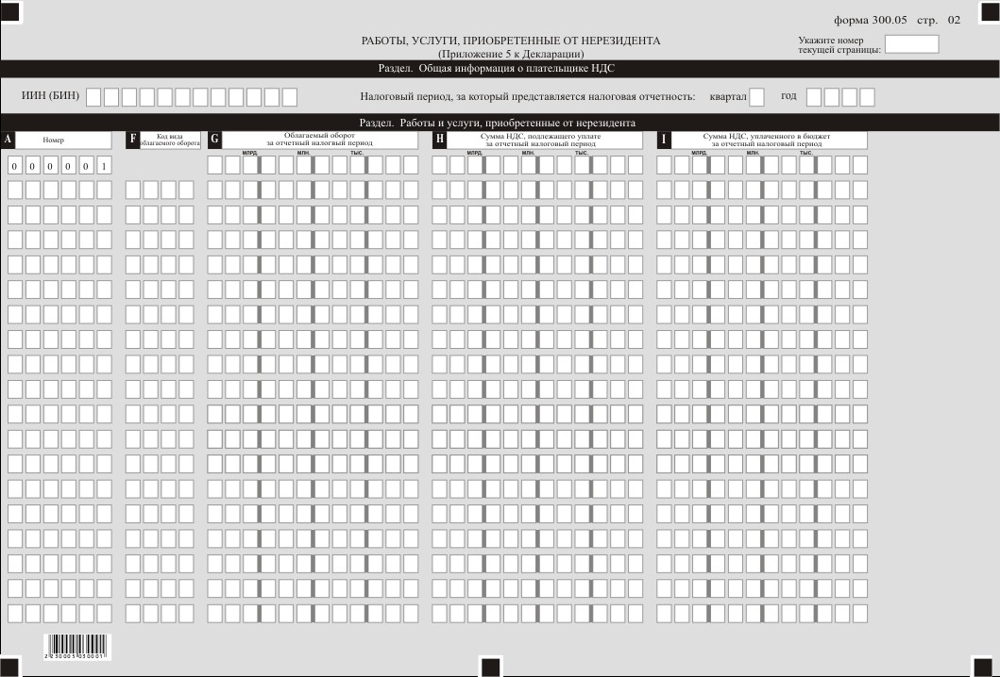 форма 300.05 стр. 02
РАБОТЫ, УСЛУГИ, ПРИОБРЕТЕННЫЕ ОТ НЕРЕЗИДЕНТА
(Приложение 5 к Декларации)
Укажите номер
текущей страницы:
Раздел. Общая информация о плательщике НДС
ИИН (БИН)
Налоговый период, за который представляется налоговая отчетность: квартал год
Раздел. Работы и услуги, приобретенные от нерезидента
A Номер
F Код вида
облагаемого оборота
G Облагаемый оборот
за отчетный налоговый период
H Сумма НДС, подлежащего уплате
за отчетный налоговый период
I Сумма НДС, уплаченного в бюджет
за отчетный налоговый период
МЛРД. МЛН. ТЫС. МЛРД. МЛН. ТЫС. МЛРД. МЛН. ТЫС.
0 0 0 0 0 1